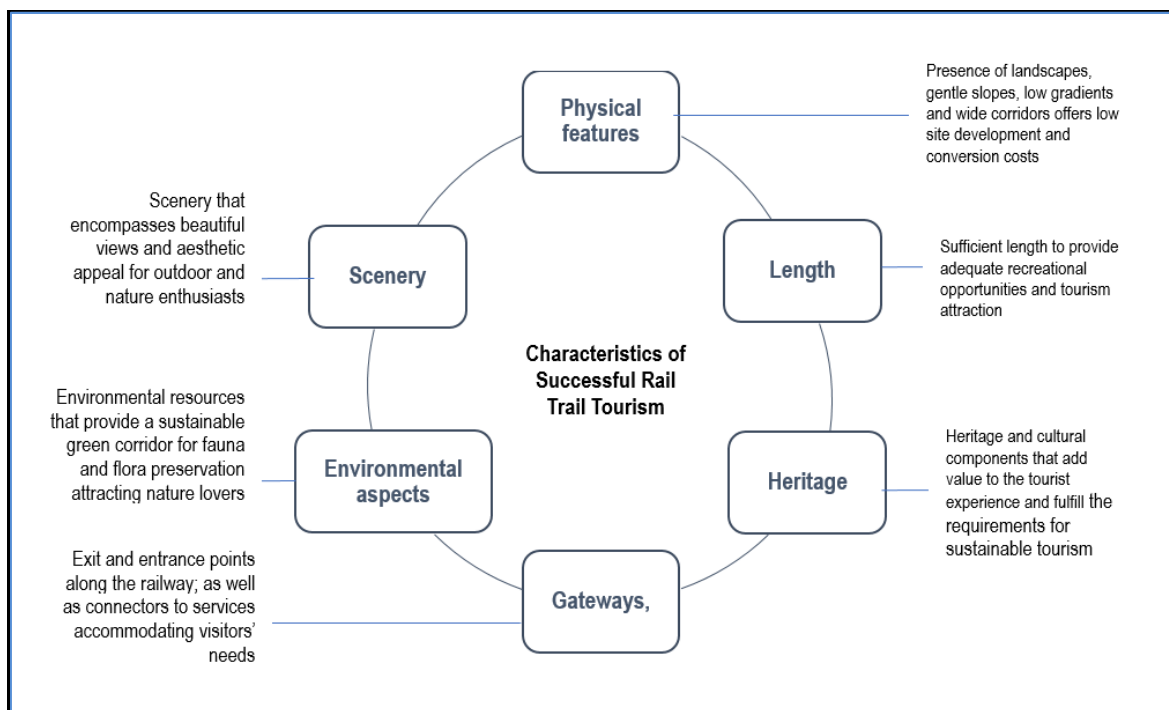 Physical
features
Presence of landscapes,
gentle slopes, low gradients
and wide corridors offers low
site development and
conversion costs
Length
Sufficient length to provide
adequate recreational
opportunities and tourism
attraction
Heritage
Heritage and cultural
components that add
value to the tourist
experience and fulfill the
requirements for
sustainable tourism
Gateways,
Exit and entrance points
along the railway; as well
as connectors to services
accommodating visitors’
needs
Environmental
aspects
Environmental resources
that provide a sustainable
green corridor for fauna
and flora preservation
attracting nature lovers
Scenery
Scenery that
encompasses beautiful
views and aesthetic
appeal for outdoor and
nature enthusiasts
Characteristics of
Successful Rail
Trail Tourism